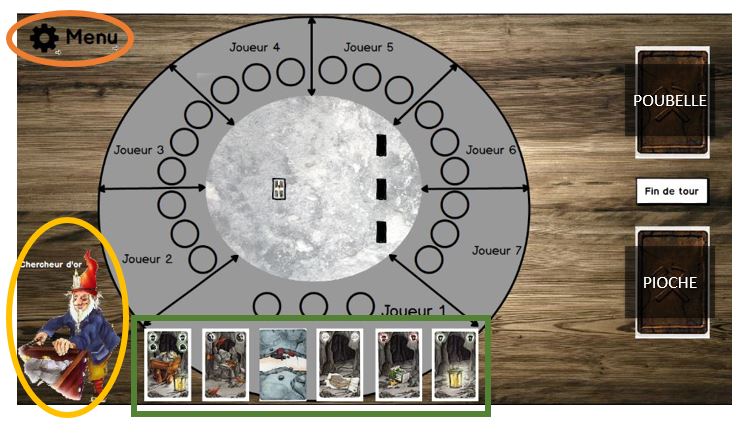 Menu
Joueur 4
Joueur 5
POUBELLE
Joueur 3
Joueur 6
Fin de tour
Joueur 2
Joueur 7
Chercheur d'or
PIOCHE
Joueur 1